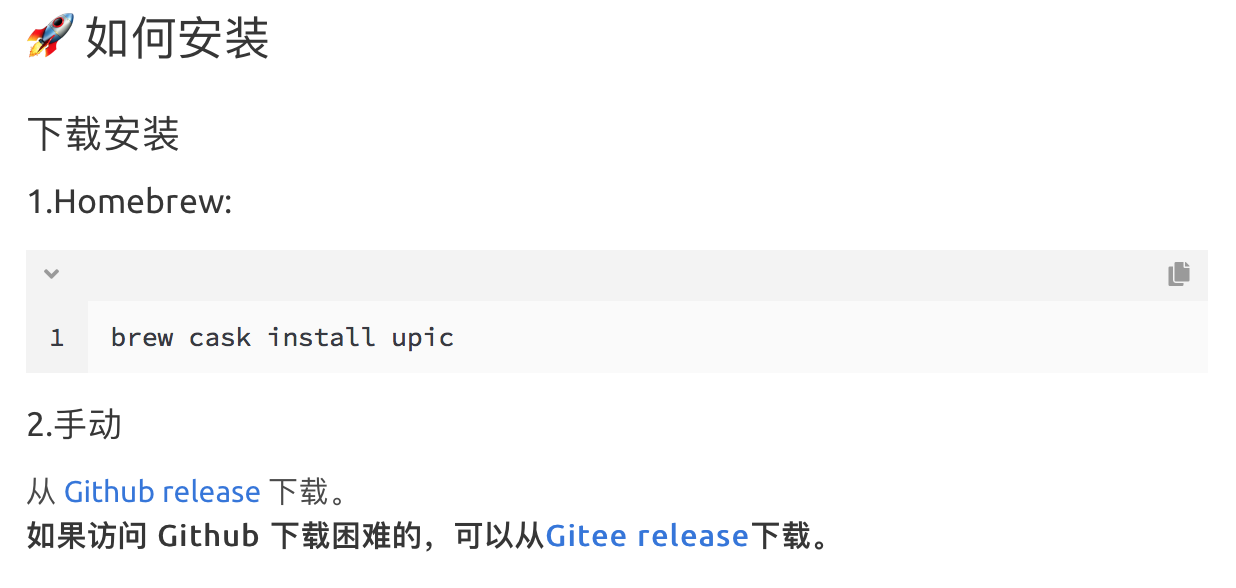 🚀 如何安装
下载安装
1.Homebrew:
1 brew cask install upic
2.手动
从 Github release 下载。
如果访问 Github 下载困难的，可以从Gitee release下载。